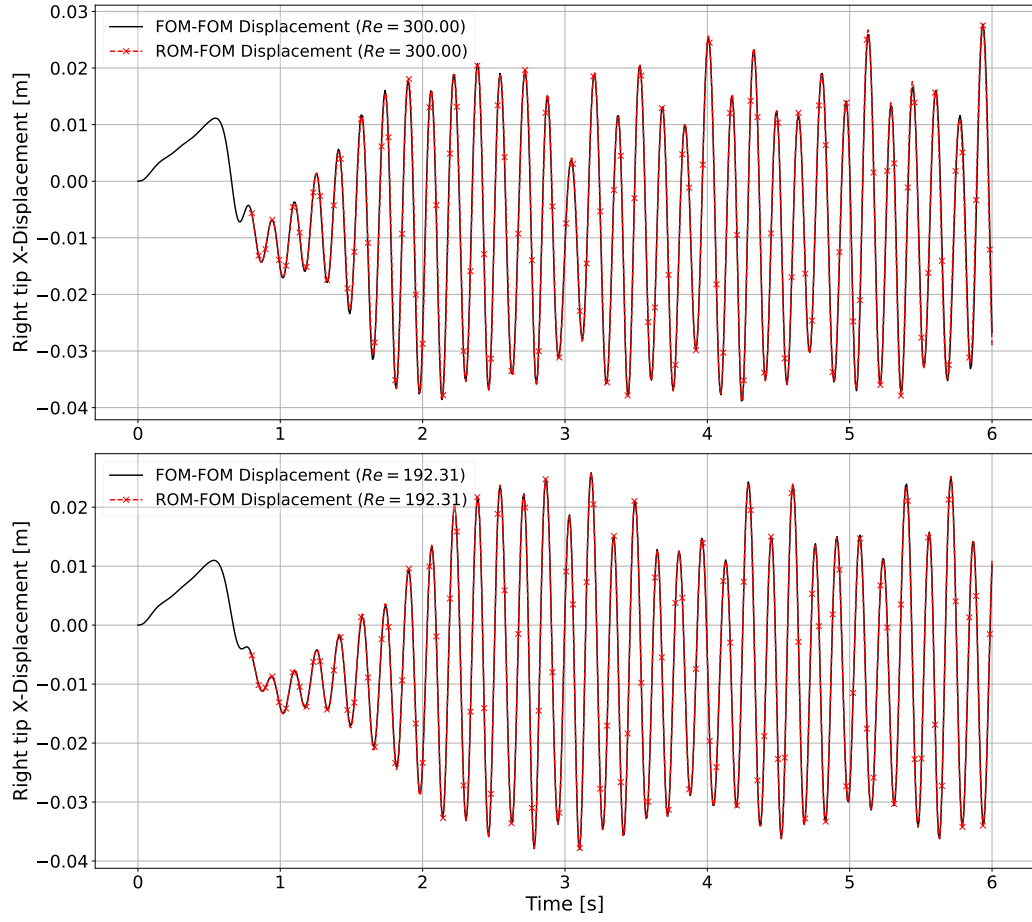 0.03
0.02
0.01
0.00
−0.01
−0.02
−0.03
−0.04
Right tip X-Displacement [m]
FOM-FOM Displacement (Re = 300.00)
ROM-FOM Displacement (Re = 300.00)
0 1 2 3 4 5 6
0.02
0.01
0.00
−0.01
−0.02
−0.03
−0.04
Right tip X-Displacement [m]
FOM-FOM Displacement (Re = 192.31)
ROM-FOM Displacement (Re = 192.31)
0 1 2 3 4 5 6
Time [s]